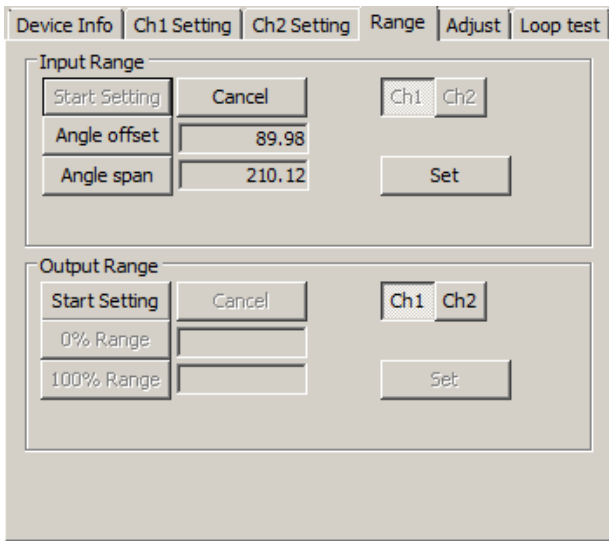 Device Info Ch1 Setting Ch2 Setting Range Adjust Loop test
Input Range
Start Setting Cancel Ch1 Ch2
Angle offset 89.98
Angle span 210.12 Set
Output Range
Start Setting Cancel Ch1 Ch2
0% Range
100% Range Set